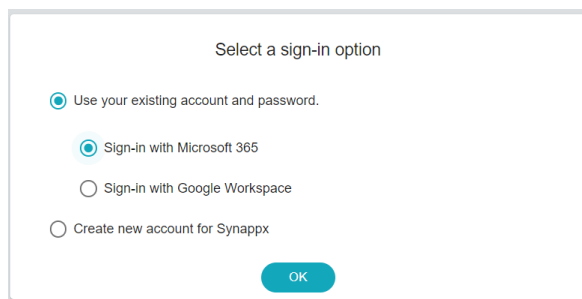 Select a sign-in option
Use your existing account and password.
Sign-in with Microsoft 365
Sign-in with Google Workspace
Create new account for Synappx
OK